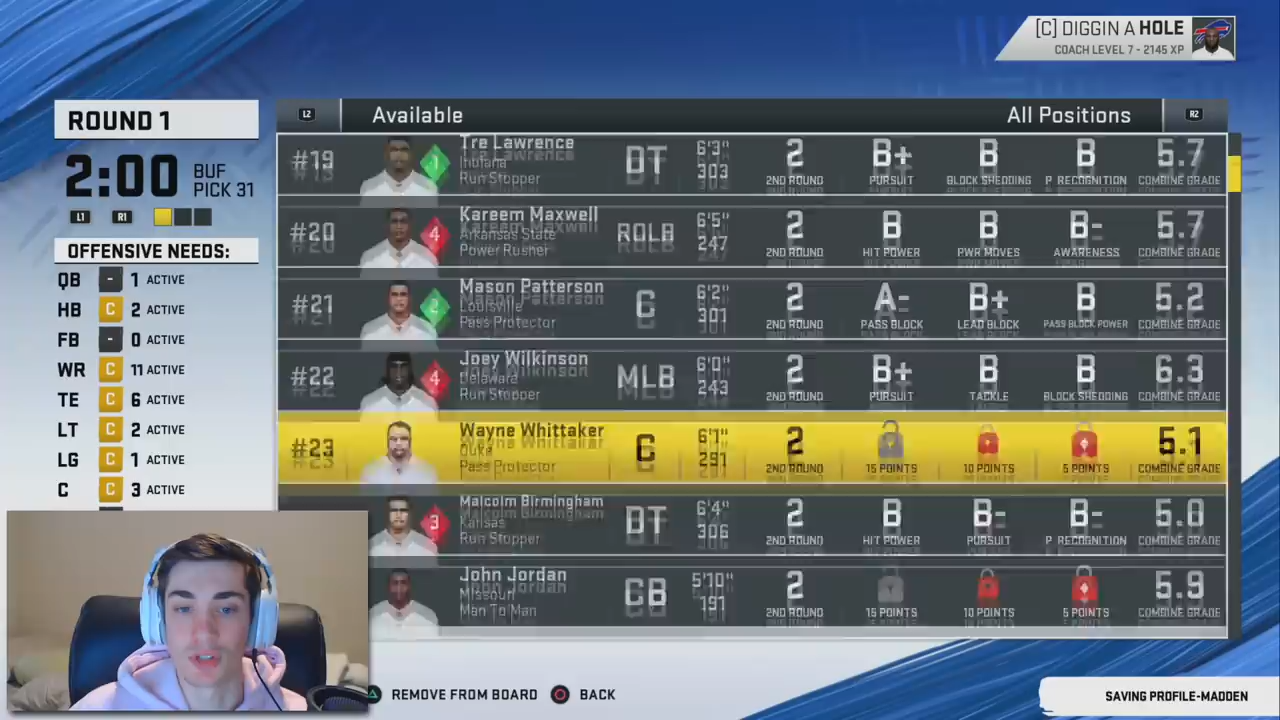 [C] DIGGIN A HOLE
COACH LEVEL 7 - 2145 XP
ROUND 1
2:00 BUF PICK 31
L1 R1
OFFENSIVE NEEDS:
QB - 1 ACTIVE
HB C 2 ACTIVE
FB - 0 ACTIVE
WR C 11 ACTIVE
TE C 6 ACTIVE
LT C 2 ACTIVE
LG C 1 ACTIVE
C C 3 ACTIVE
L2 Available All Positions R2
#19 1 Tre Lawrence DT 6'3" 2 B+ B B 5.7
Indiana 303
Run Stopper 2ND ROUND PURSUIT BLOCK SHEDDING P RECOGNITION COMBINE GRADE
#20 4 Kareem Maxwell ROLB 6'5" 2 B B B- 5.7
Arkansas State 247
Power Rusher 2ND ROUND HIT POWER PWR MOVES AWARENESS COMBINE GRADE
#21 2 Mason Patterson C 6'2" 2 A- B+ B 5.2
Louisville 301
Pass Protector 2ND ROUND PASS BLOCK LEAD BLOCK PASS BLOCK POWER COMBINE GRADE
#22 4 Joey Wilkinson MLB 6'0" 2 B+ B B 6.3
Delaware 243
Run Stopper 2ND ROUND PURSUIT TACKLE BLOCK SHEDDING COMBINE GRADE
#23 Wayne Whittaker C 6'1" 2 5.1
Duke 291
Pass Protector 2ND ROUND 15 POINTS 10 POINTS 5 POINTS COMBINE GRADE
3 Malcolm Birmingham DT 6'4" 2 B B- B- 5.0
Kansas 306
Run Stopper 2ND ROUND HIT POWER PURSUIT P RECOGNITION COMBINE GRADE
John Jordan CB 5'10" 2 5.9
Missouri 191
Man To Man 2ND ROUND 15 POINTS 10 POINTS 5 POINTS COMBINE GRADE
REMOVE FROM BOARD BACK
SAVING PROFILE-MADDEN